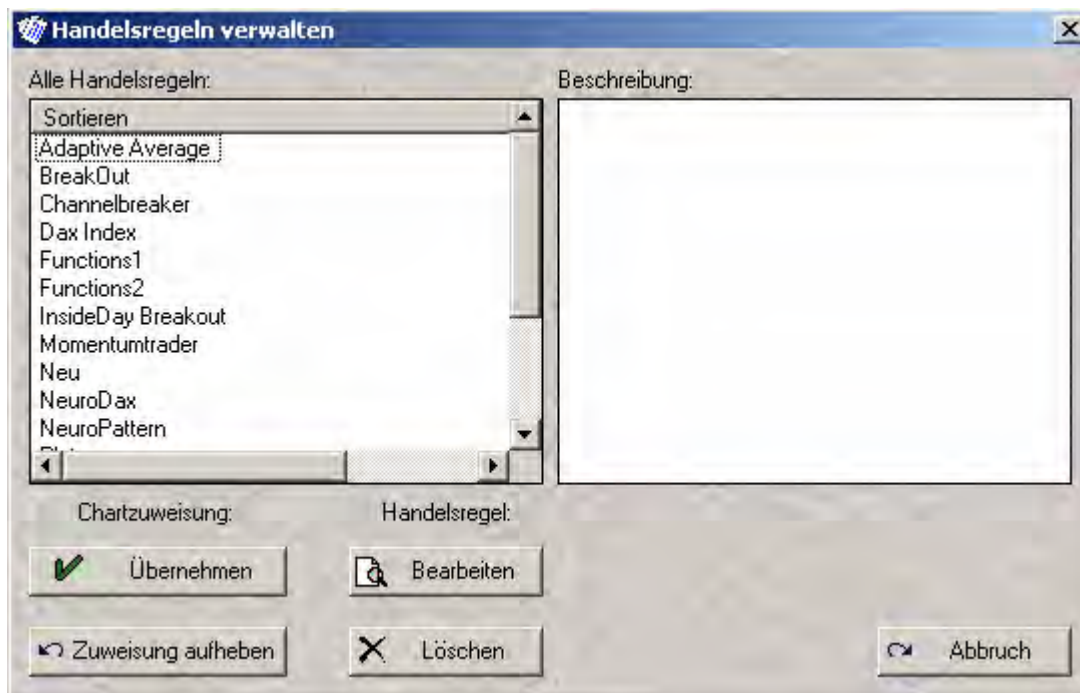 Handelsregeln verwalten
Alle Handelsregeln:
Sortieren
Adaptive Average
BreakOut
Channelbreaker
Dax Index
Functions1
Functions2
InsideDay Breakout
Momentumtrader
Neu
NeuroDax
NeuroPattern
Beschreibung:
Chartzuweisung:
Handelsregel:
Übernehmen
Bearbeiten
Zuweisung aufheben
Löschen
Abbruch